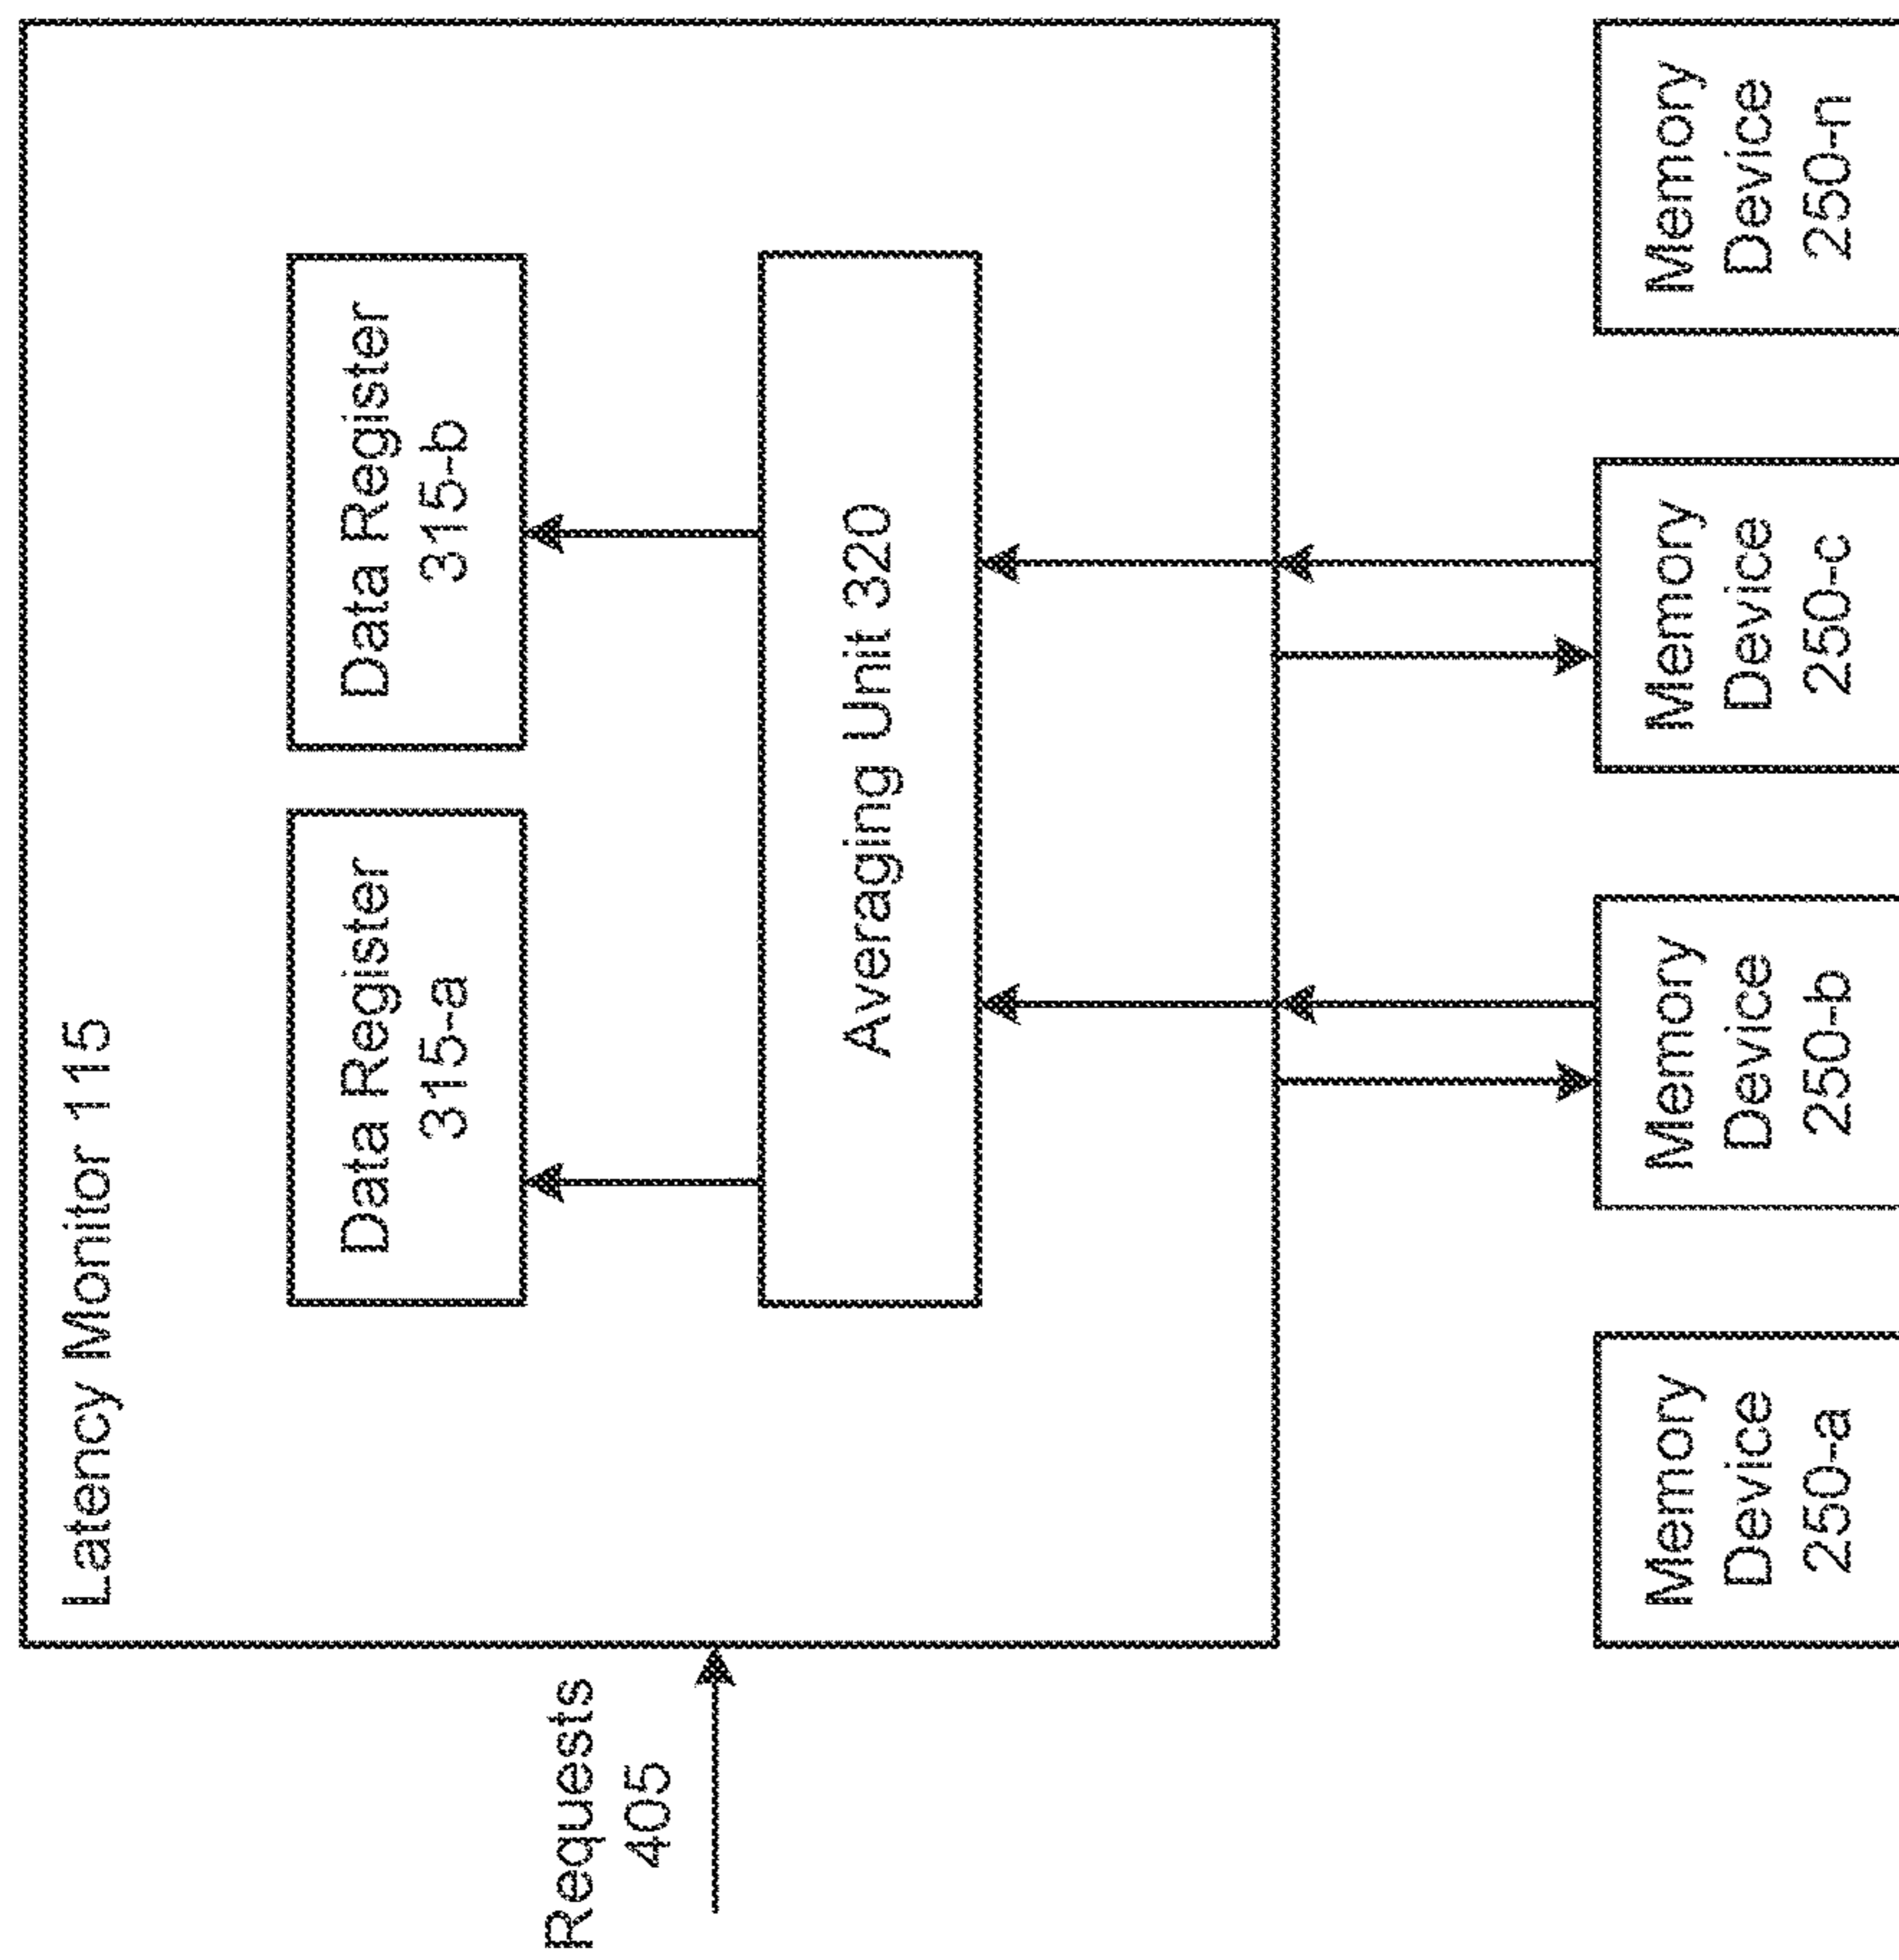 Latency Monitor 115
Data Register
315-a
Data Register
315-b
Requests
405
Averaging Unit 320
Memory
Device
250-a
Memory
Device
250-b
Memory
Device
250-c
Memory
Device
250-n